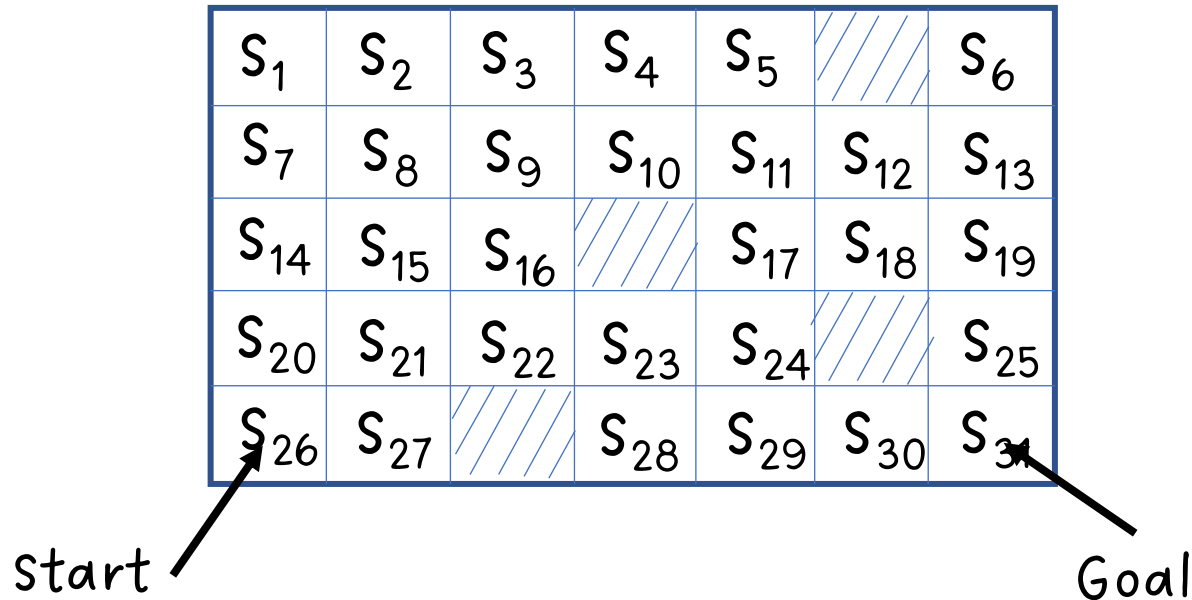 S1 S2 S3 S4 S5 S6
S7 S8 S9 S10 S11 S12 S13
S14 S15 S16 S17 S18 S19
S20 S21 S22 S23 S24 S25
S26 S27 S28 S29 S30 S31
Start
Goal